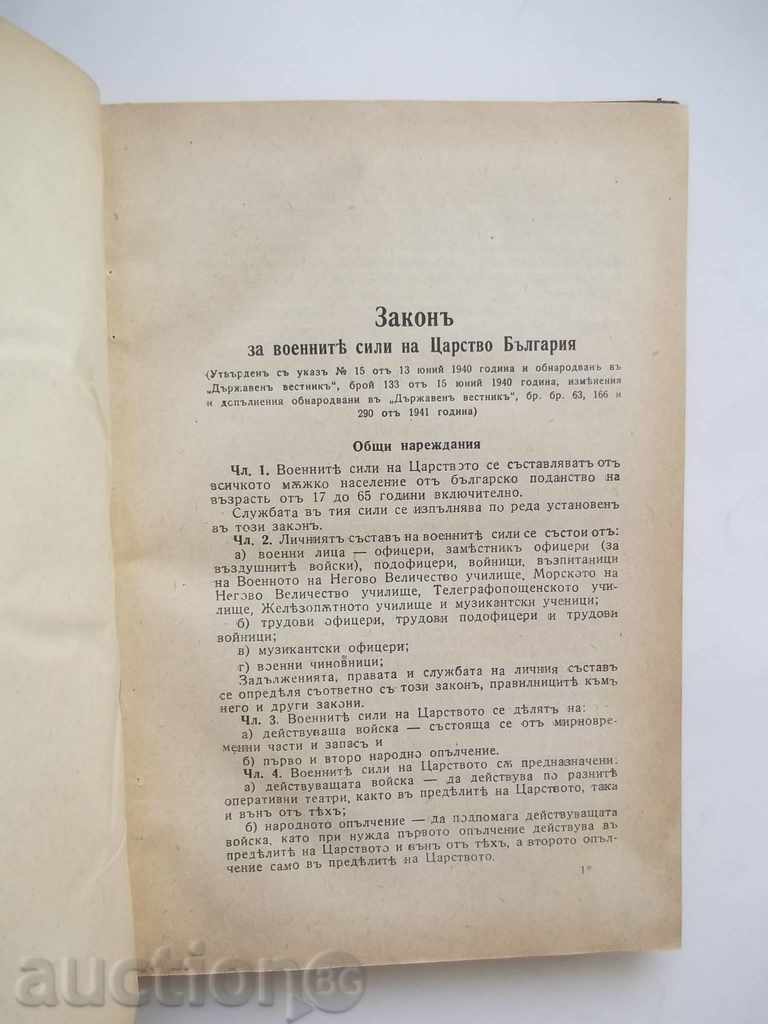 Законъ
за военнитѣ сили на Царство България
(Утвърденъ съ указъ № 15 отъ 13 юний 1940 година и обнародванъ въ
„Държавенъ вестникъ“, брой 133 отъ 15 юний 1940 година, измѣнения
и допълнения обнародвани въ „Държавенъ вестникъ“, бр. бр. 63, 166 и
290 отъ 1941 година)
Общи нареждания
Чл. 1. Военнитѣ сили на Царството се съставляватъ отъ
всичкото мѫжко население отъ българско поданство на
възрасть отъ 17 до 65 години включително.
Службата въ тия сили се изпълнява по реда установенъ
въ този законъ.
Чл. 2. Личниятъ съставъ на военнитѣ сили се състои отъ:
а) военни лица — офицери, замѣстникъ офицери (за
въздушнитѣ войски), подофицери, войници, възпитаници
на Военното на Негово Величество училище, Морското на
Негово Величество училище, Телеграфопощенското учи-
лище, Желѣзопѫтното училище и музикантски ученици;
б) трудови офицери, трудови подофицери и трудови
войници;
в) музикантски офицери;
г) военни чиновници;
Задълженията, правата и службата на личния съставъ
се опредѣля съответно съ този законъ, правилницитѣ къмъ
него и други закони.
Чл. 3. Военнитѣ сили на Царството се дѣлятъ на:
а) действуваща войска — състояща се отъ мирновре-
менни части и запасъ и
б) първо и второ народно опълчение.
Чл. 4. Военнитѣ сили на Царството сѫ предназначени:
а) действуващата войска — да действува по разнитѣ
оперативни театри, както въ предѣлитѣ на Царството, така
и вънъ отъ тѣхъ;
б) народното опълчение — да подпомага действуващата
войска, като при нужда първото опълчение действува въ
предѣлитѣ на Царството и вънъ отъ тѣхъ, а второто опъл-
чение само въ предѣлитѣ на Царството.
1*
auctionBG